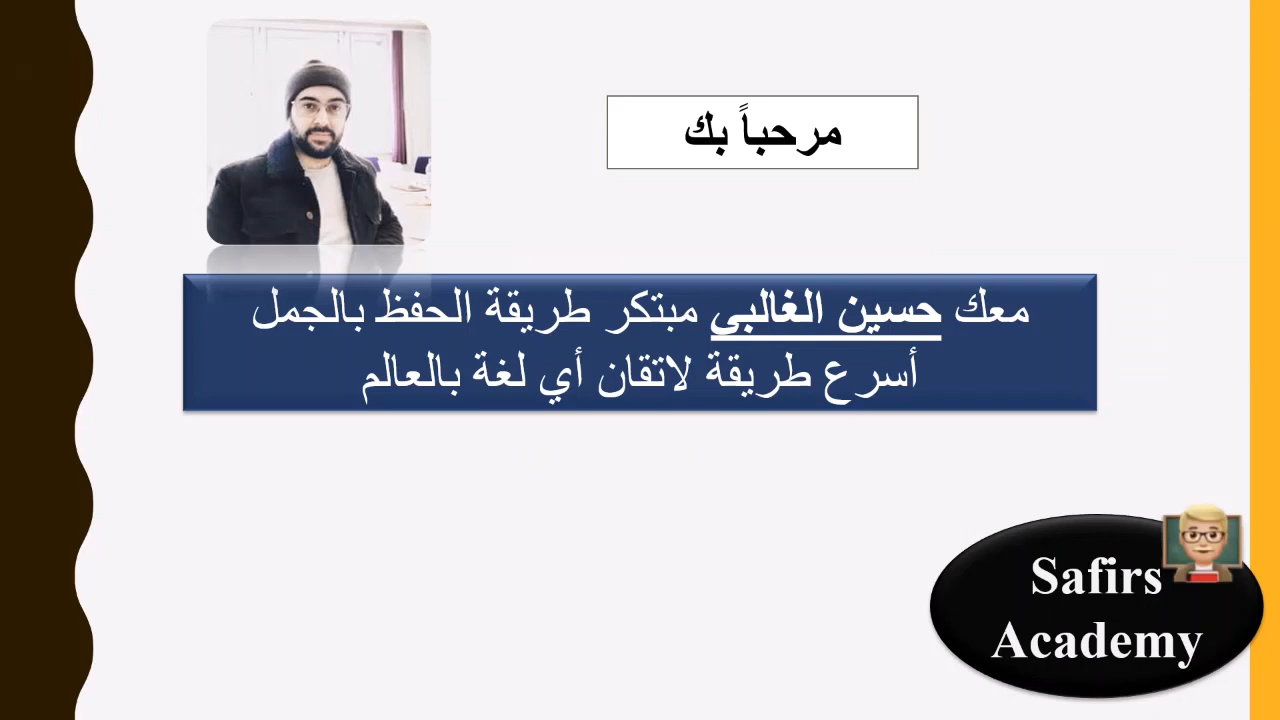 مرحباً بك
معك حسين الغالبي مبتكر طريقة الحفظ بالجمل
أسرع طريقة لاتقان أي لغة بالعالم
Safirs
Academy